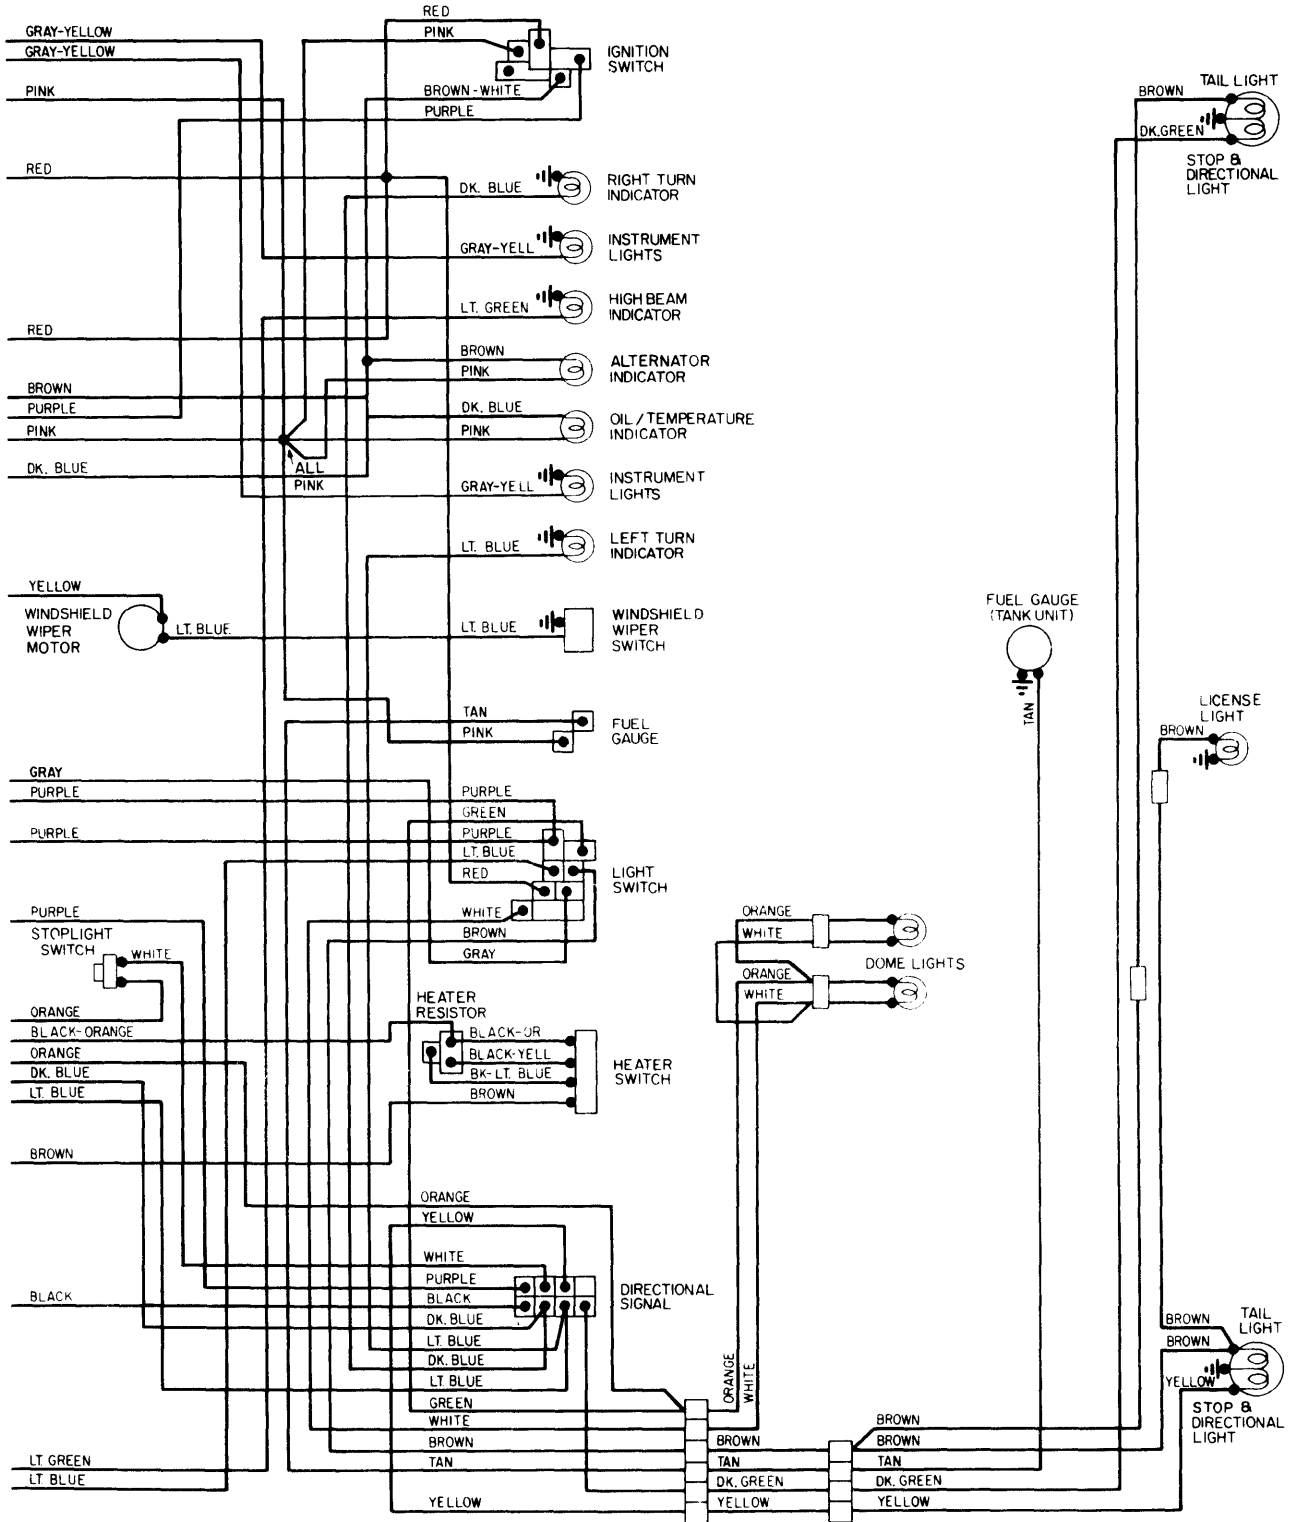 RED
GRAY-YELLOW
PINK
GRAY-YELLOW
IGNITION
SWITCH
PINK
BROWN-WHITE
PURPLE
TAIL LIGHT
BROWN
DK.GREEN
STOP &
DIRECTIONAL
LIGHT
RED
DK. BLUE
RIGHT TURN
INDICATOR
GRAY-YELL
INSTRUMENT
LIGHTS
LT. GREEN
HIGH BEAM
INDICATOR
RED
BROWN
PINK
ALTERNATOR
INDICATOR
BROWN
PURPLE
PINK
DK. BLUE
DK. BLUE
PINK
OIL/TEMPERATURE
INDICATOR
ALL
PINK
GRAY-YELL
INSTRUMENT
LIGHTS
LT. BLUE
LEFT TURN
INDICATOR
YELLOW
WINDSHIELD
WIPER
MOTOR
LT. BLUE
LT. BLUE
WINDSHIELD
WIPER
SWITCH
FUEL GAUGE
(TANK UNIT)
TAN
TAN
PINK
FUEL
GAUGE
LICENSE
LIGHT
BROWN
GRAY
PURPLE
PURPLE
PURPLE
GREEN
PURPLE
LT. BLUE
RED
WHITE
BROWN
GRAY
LIGHT
SWITCH
PURPLE
STOPLIGHT
SWITCH
WHITE
ORANGE
WHITE
DOME LIGHTS
ORANGE
WHITE
ORANGE
BLACK-ORANGE
ORANGE
DK. BLUE
LT. BLUE
HEATER
RESISTOR
BLACK-OR
BLACK-YELL
BK-LT. BLUE
BROWN
HEATER
SWITCH
BROWN
ORANGE
YELLOW
WHITE
PURPLE
BLACK
BLACK
DK. BLUE
LT. BLUE
DK. BLUE
LT. BLUE
DIRECTIONAL
SIGNAL
ORANGE
WHITE
TAIL
LIGHT
BROWN
BROWN
YELLOW
STOP &
DIRECTIONAL
LIGHT
GREEN
WHITE
BROWN
BROWN
BROWN
BROWN
LT GREEN
TAN
TAN
TAN
LT. BLUE
DK. GREEN
DK. GREEN
YELLOW
YELLOW
YELLOW